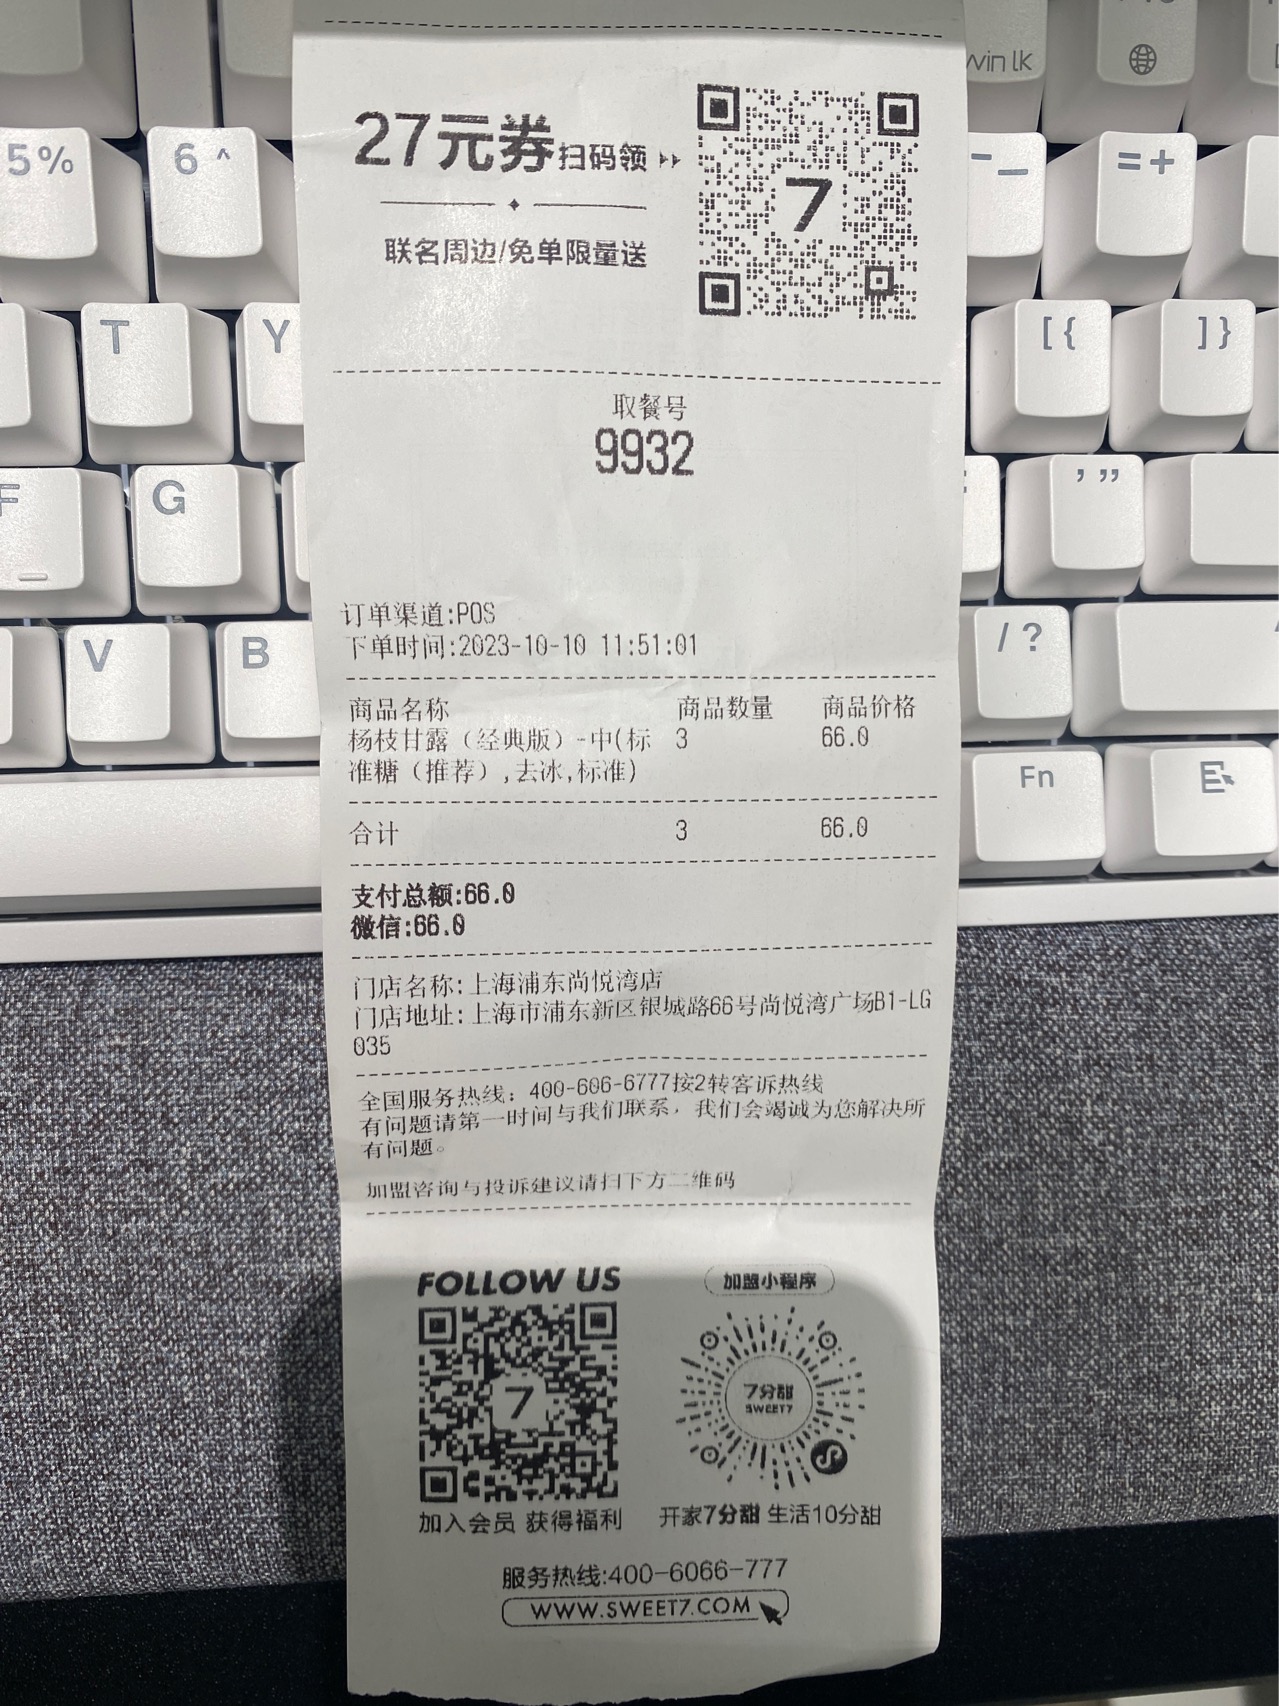 27元券扫码领
联名周边/免单限量送
7
取餐号
9932
订单渠道:POS
下单时间:2023-10-10 11:51:01
商品名称 商品数量 商品价格
杨枝甘露（经典版）-中(标 3 66.0
准糖（推荐）,去冰,标准)
合计 3 66.0
支付总额:66.0
微信:66.0
门店名称:上海浦东尚悦湾店
门店地址:上海市浦东新区银城路66号尚悦湾广场B1-LG
035
全国服务热线：400-606-6777按2转客诉热线
有问题请第一时间与我们联系，我们会竭诚为您解决所
有问题。
加盟咨询与投诉建议请扫下方二维码
FOLLOW US
加盟小程序
7
7分甜
SWEET7
加入会员 获得福利
开家7分甜 生活10分甜
服务热线:400-6066-777
WWW.SWEET7.COM
5 %
6 ^
win lk
- _
= +
T
Y
[ {
] }
F
G
' "
V
B
/ ?
Fn